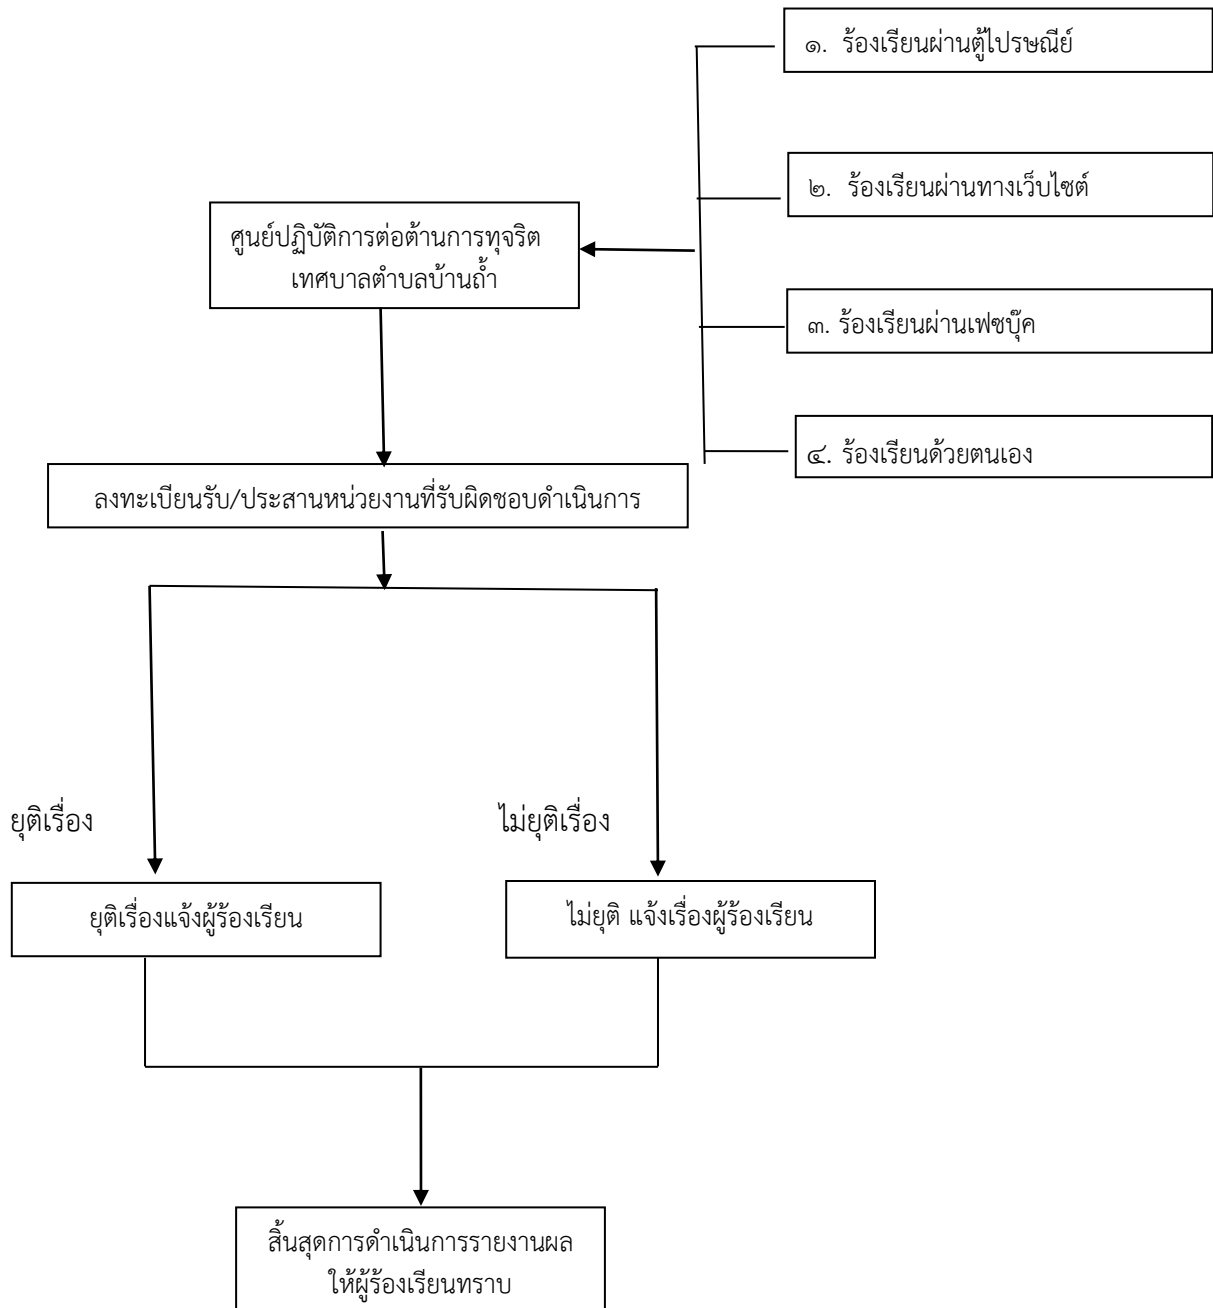 ๑. ร้องเรียนผ่านตู้ไปรษณีย์
๒. ร้องเรียนผ่านทางเว็บไซต์
ศูนย์ปฏิบัติการต่อต้านการทุจริต
เทศบาลตำบลบ้านถ้ำ
๓. ร้องเรียนผ่านเฟซบุ๊ค
๔. ร้องเรียนด้วยตนเอง
ลงทะเบียนรับ/ประสานหน่วยงานที่รับผิดชอบดำเนินการ
ยุติเรื่อง
ไม่ยุติเรื่อง
ยุติเรื่องแจ้งผู้ร้องเรียน
ไม่ยุติ แจ้งเรื่องผู้ร้องเรียน
สิ้นสุดการดำเนินการรายงานผล
ให้ผู้ร้องเรียนทราบ